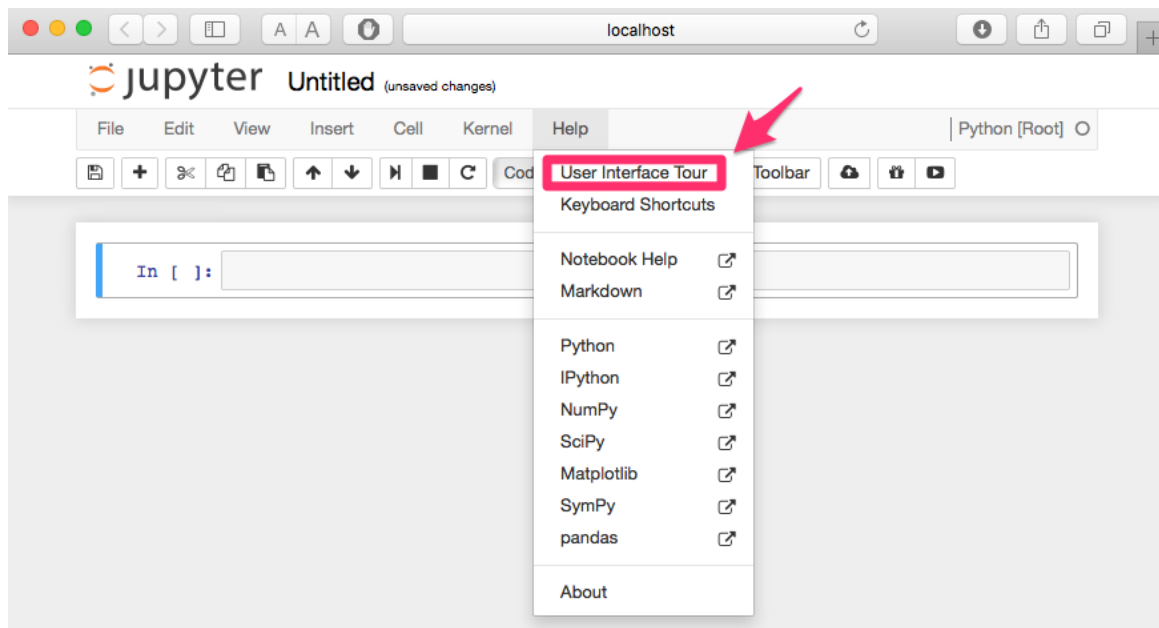 A A localhost
jupyter Untitled (unsaved changes)
File Edit View Insert Cell Kernel Help Python [Root]
Cod Toolbar
User Interface Tour
Keyboard Shortcuts
In [ ]:
Notebook Help
Markdown
Python
IPython
NumPy
SciPy
Matplotlib
SymPy
pandas
About